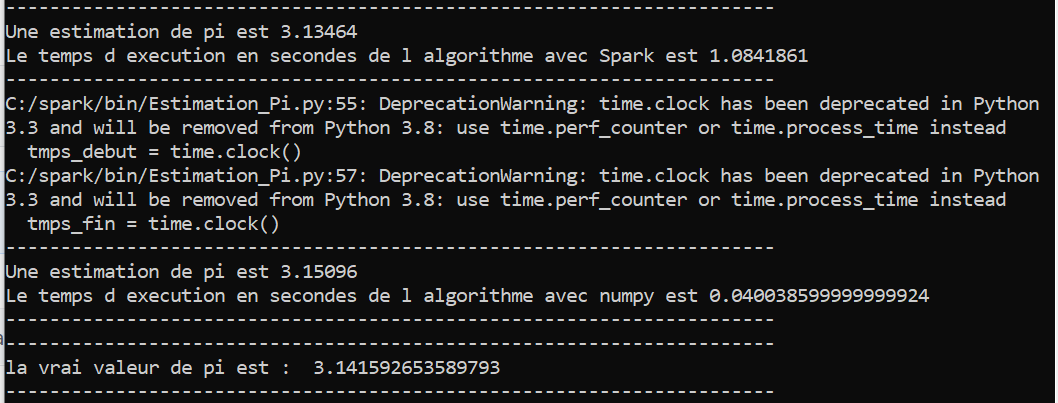 ------------------------------------------------------------------------
Une estimation de pi est 3.13464
Le temps d execution en secondes de l algorithme avec Spark est 1.0841861
------------------------------------------------------------------------
C:/spark/bin/Estimation_Pi.py:55: DeprecationWarning: time.clock has been deprecated in Python
3.3 and will be removed from Python 3.8: use time.perf_counter or time.process_time instead
  tmps_debut = time.clock()
C:/spark/bin/Estimation_Pi.py:57: DeprecationWarning: time.clock has been deprecated in Python
3.3 and will be removed from Python 3.8: use time.perf_counter or time.process_time instead
  tmps_fin = time.clock()
------------------------------------------------------------------------
Une estimation de pi est 3.15096
Le temps d execution en secondes de l algorithme avec numpy est 0.040038599999999924
------------------------------------------------------------------------
------------------------------------------------------------------------
la vrai valeur de pi est :  3.141592653589793
------------------------------------------------------------------------